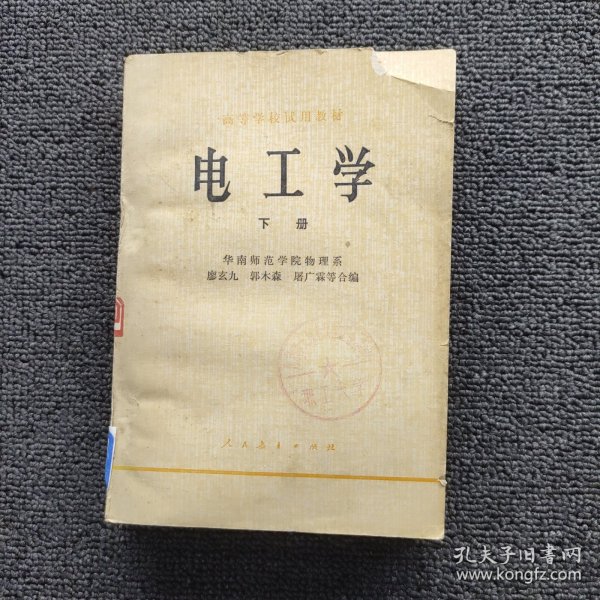 高等学校试用教材
电工学
下册
华南师范学院物理系
廖玄九 郭木森 屠广霖等合编
人民教育出版社
孔夫子旧书网
www.kongfz.com